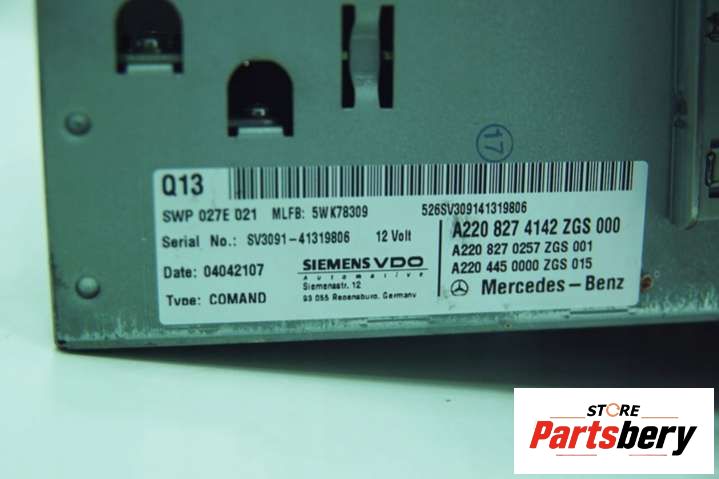 17
Q13
SWP 027E 021 MLFB: 5WK78309
526SV309141319806
Serial No.: SV3091-41319806 12 Volt
A220 827 4142 ZGS 000
A220 820 0257 ZGS 001
Date: 04042107
SIEMENS VDO
Automotive
A220 445 0000 ZGS 015
Siemensstr. 12
Type: COMAND
93 055 Regensburg, Germany
Mercedes-Benz
STORE
Partsbery